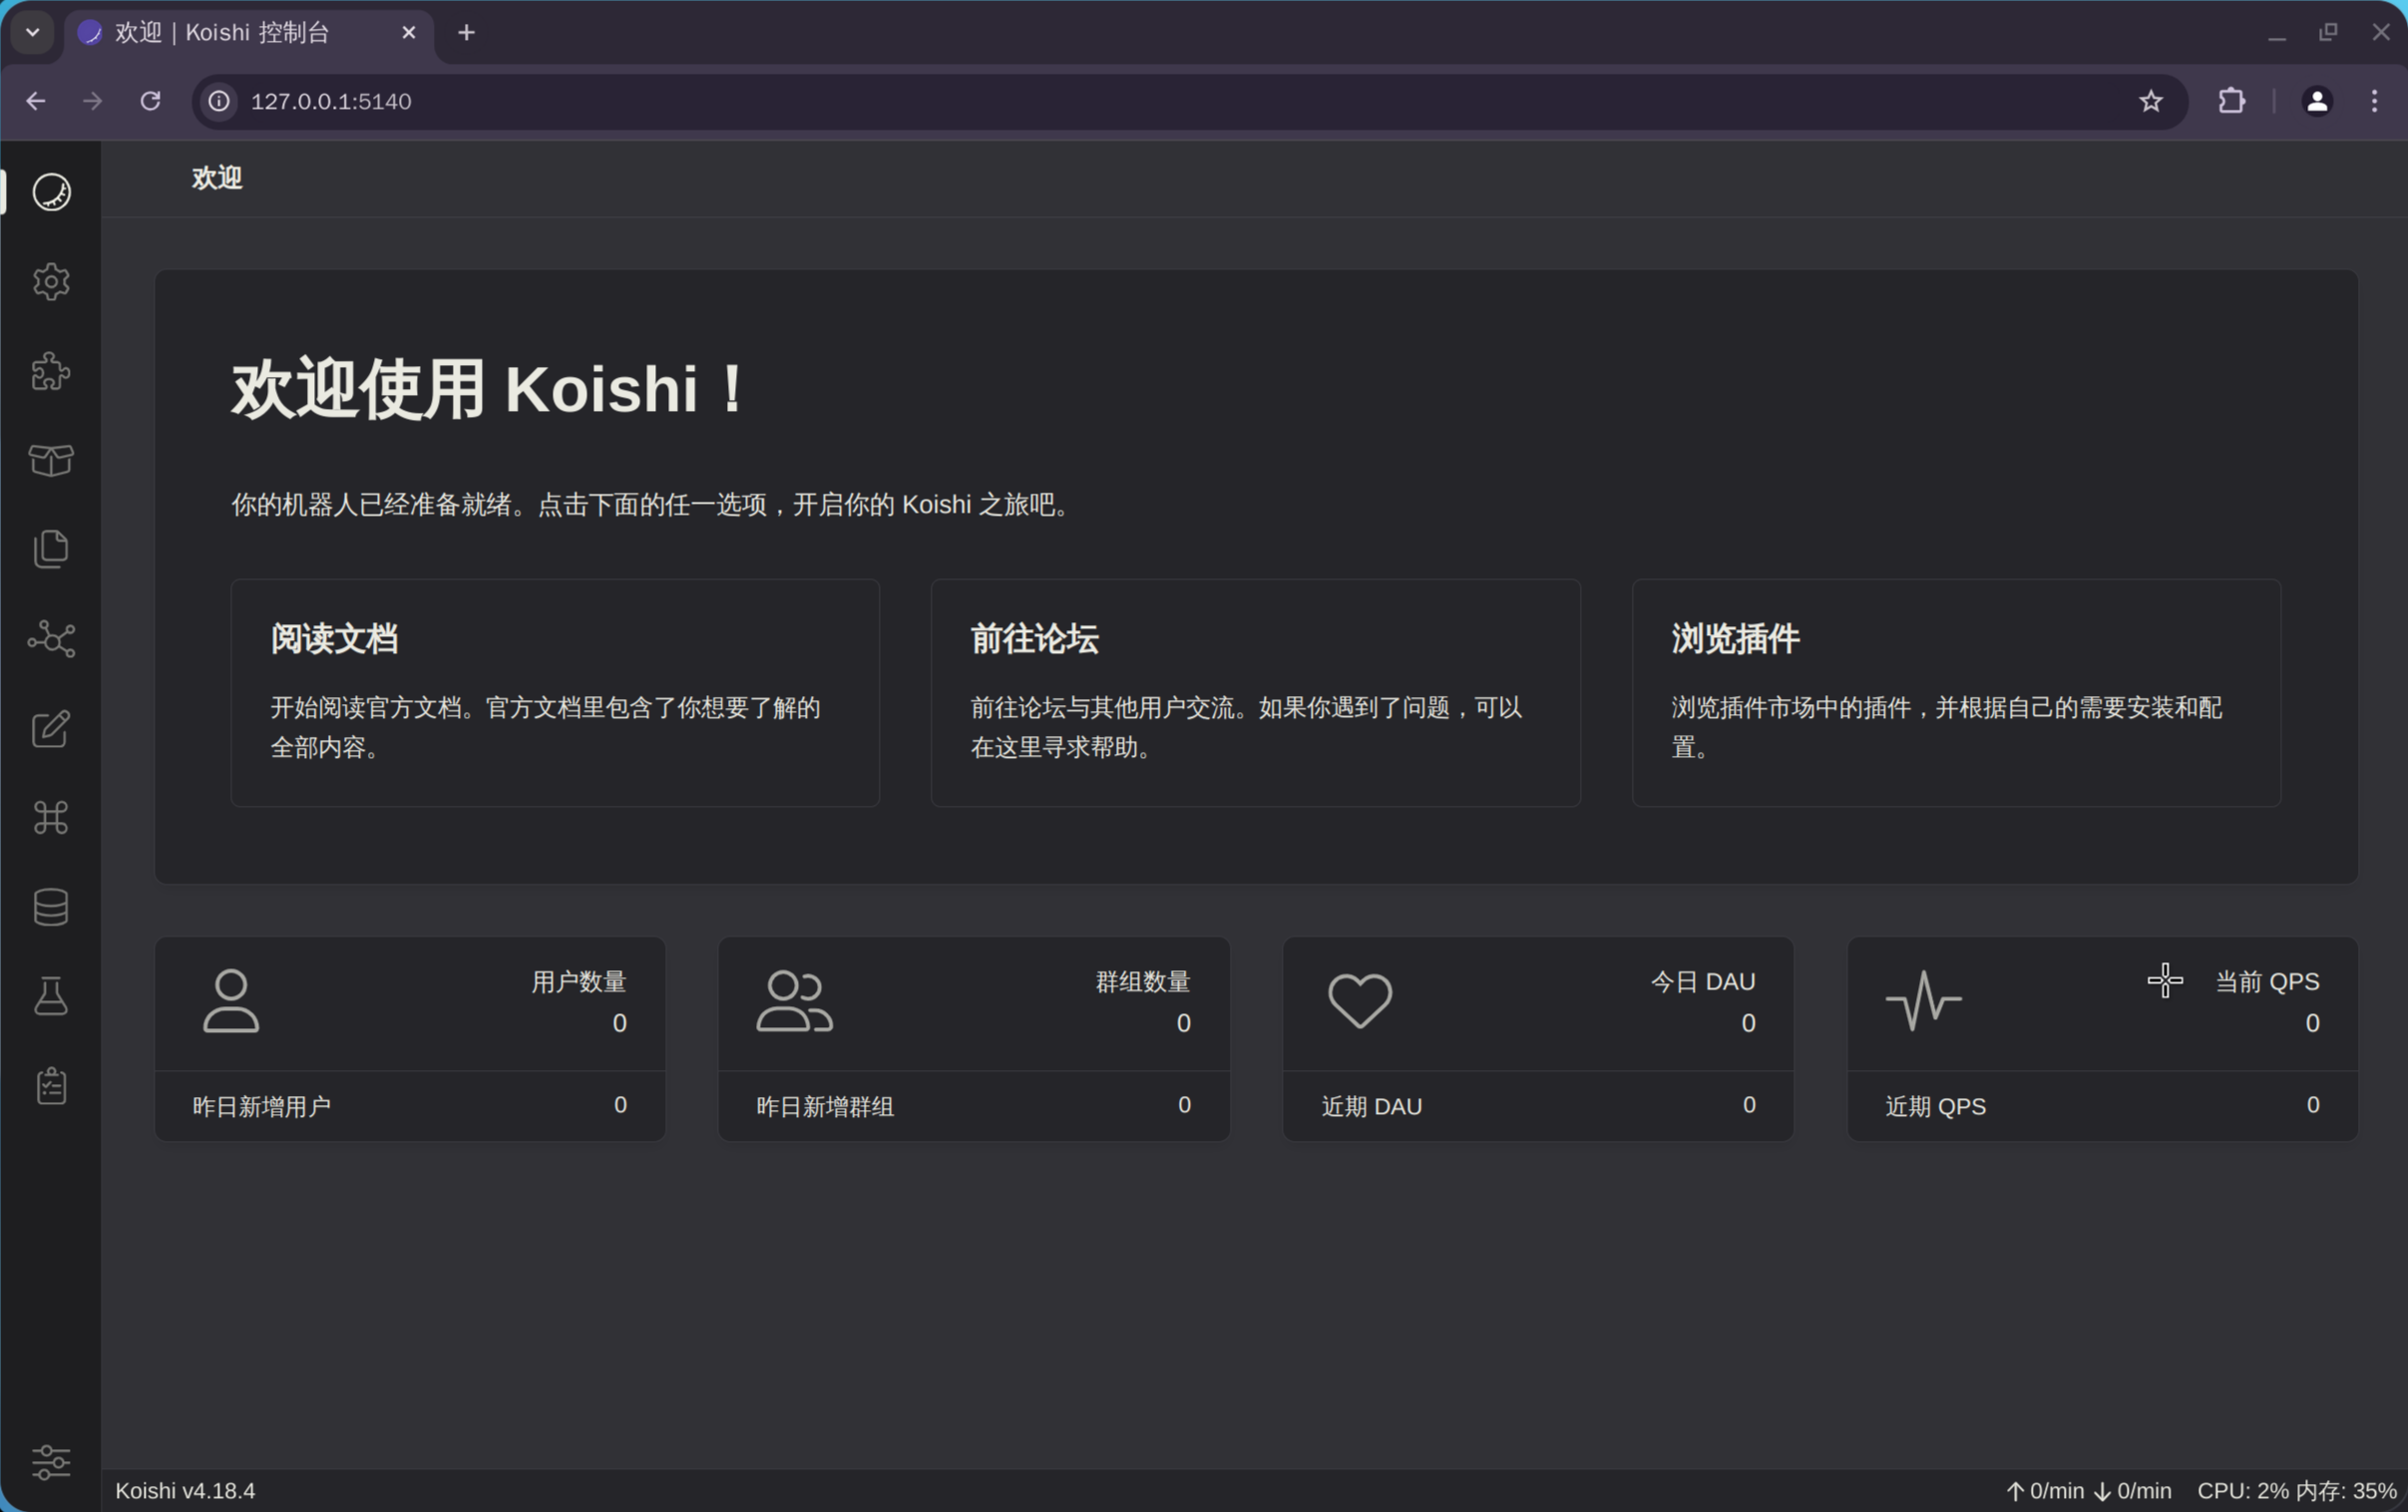 欢迎 | Koishi 控制台
127.0.0.1:5140
欢迎
欢迎使用 Koishi！
你的机器人已经准备就绪。点击下面的任一选项，开启你的 Koishi 之旅吧。
阅读文档
开始阅读官方文档。官方文档里包含了你想要了解的
全部内容。
前往论坛
前往论坛与其他用户交流。如果你遇到了问题，可以
在这里寻求帮助。
浏览插件
浏览插件市场中的插件，并根据自己的需要安装和配
置。
用户数量
0
昨日新增用户 0
群组数量
0
昨日新增群组 0
今日 DAU
0
近期 DAU 0
当前 QPS
0
近期 QPS 0
Koishi v4.18.4
↑ 0/min ↓ 0/min CPU: 2% 内存: 35%